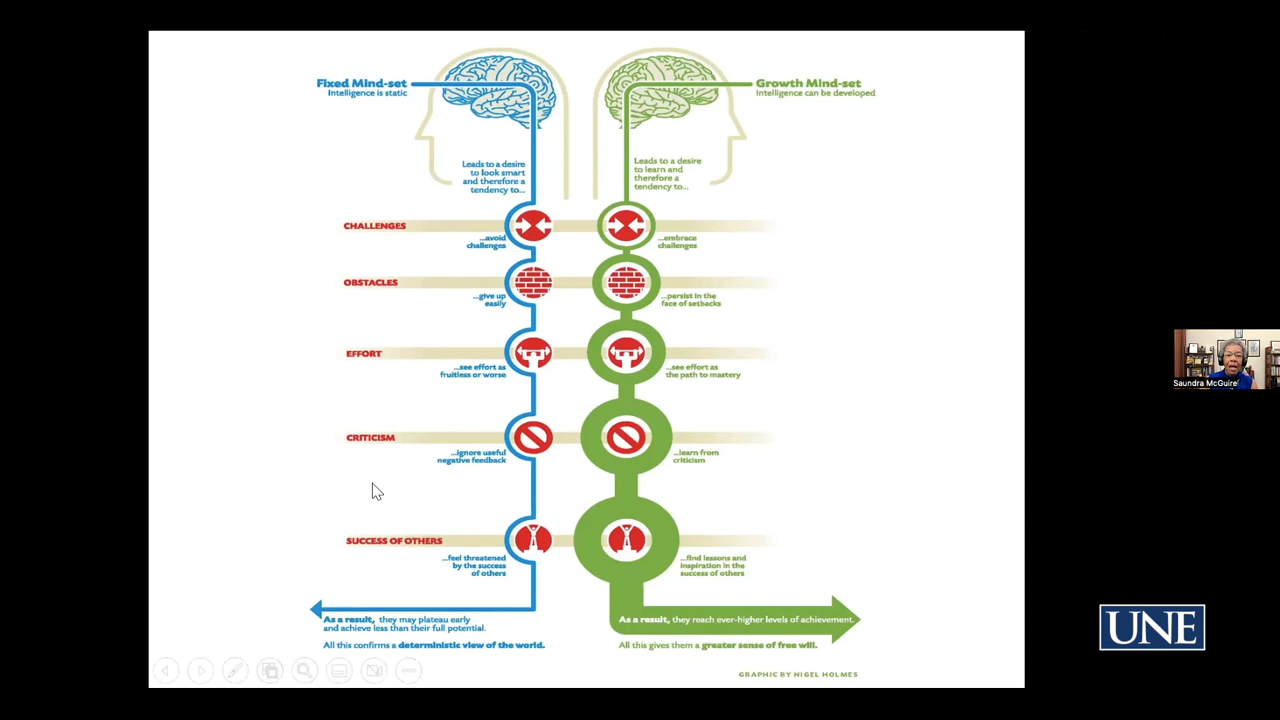 Fixed Mind-set
Intelligence is static
Growth Mind-set
Intelligence can be developed
Leads to a desire
to look smart
and therefore a
tendency to...
Leads to a desire
to learn and
therefore a
tendency to...
CHALLENGES
...avoid
challenges
...embrace
challenges
OBSTACLES
...give up
easily
...persist in the
face of setbacks
EFFORT
...see effort as
fruitless or worse
...see effort as
the path to mastery
CRITICISM
...ignore useful
negative feedback
...learn from
criticism
SUCCESS OF OTHERS
...feel threatened
by the success
of others
...find lessons and
inspiration in the
success of others
As a result, they may plateau early
and achieve less than their full potential.
All this confirms a deterministic view of the world.
As a result, they reach ever-higher levels of achievement.
All this gives them a greater sense of free will.
GRAPHIC BY NIGEL HOLMES
Saundra McGuire
UNE